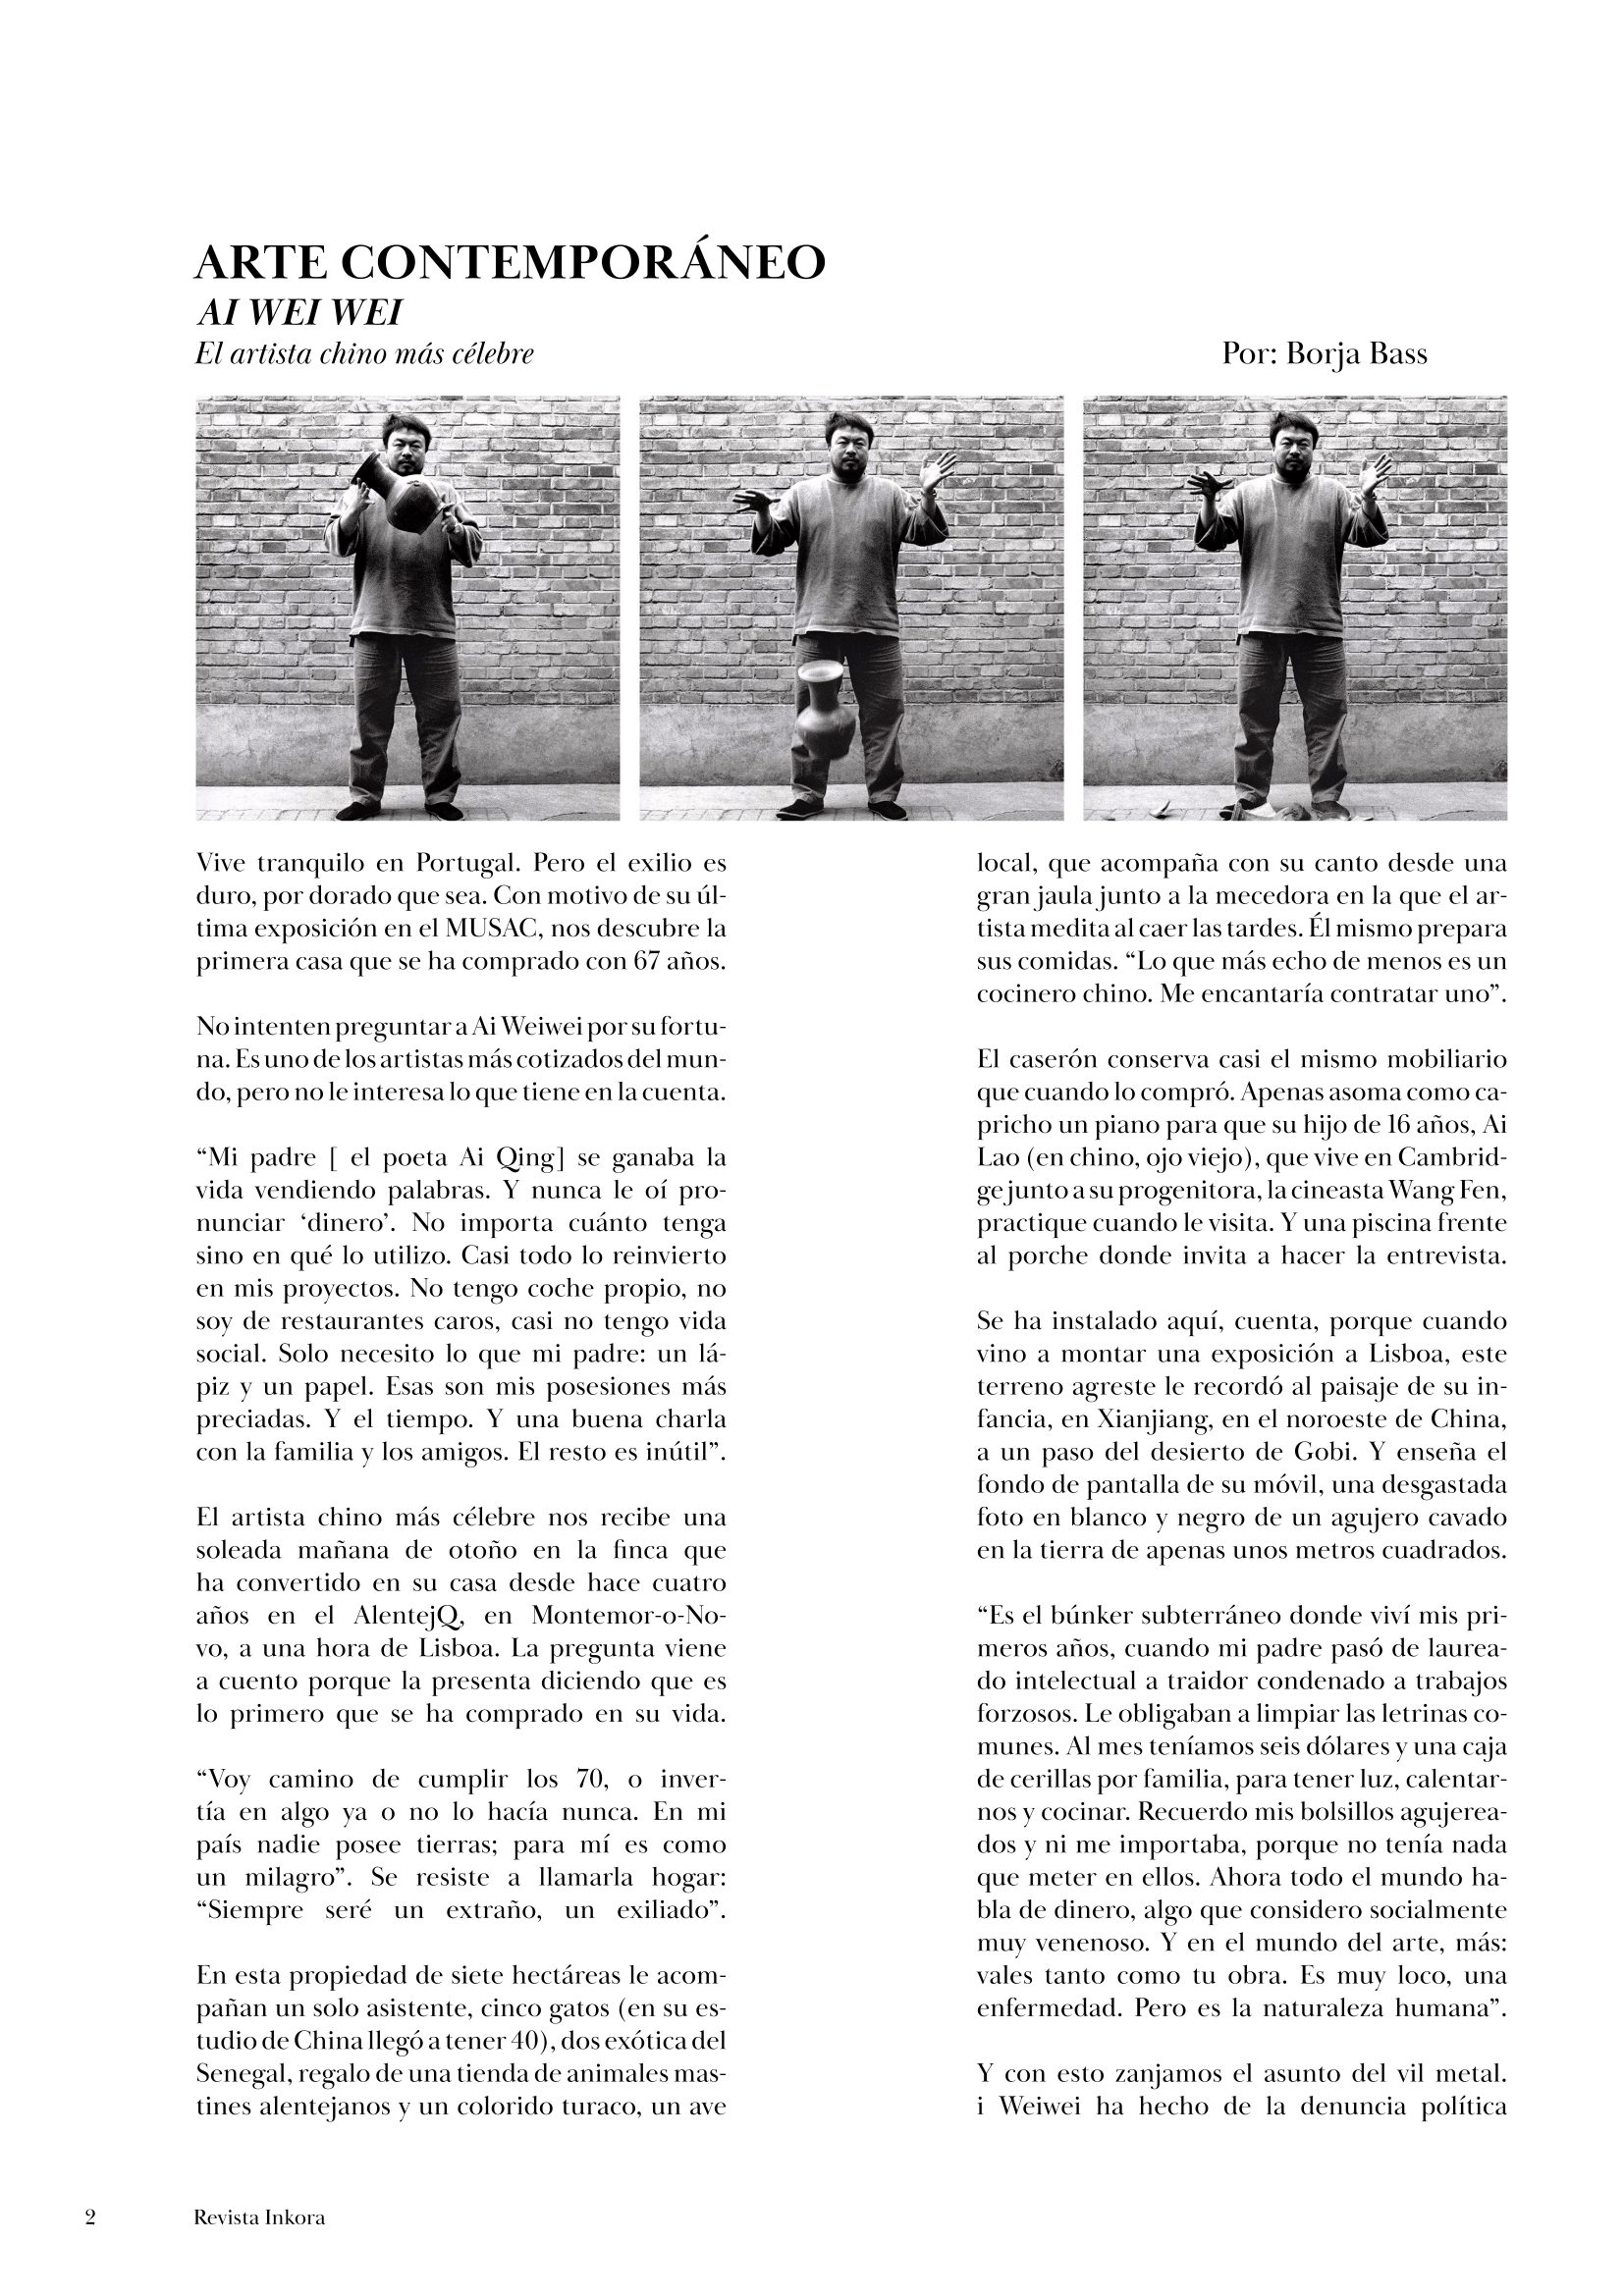 ARTE CONTEMPORÁNEO
AI WEI WEI
El artista chino más célebre
Por: Borja Bass
Vive tranquilo en Portugal. Pero el exilio es
duro, por dorado que sea. Con motivo de su úl-
tima exposición en el MUSAC, nos descubre la
primera casa que se ha comprado con 67 años.
No intenten preguntar a Ai Weiwei por su fortu-
na. Es uno de los artistas más cotizados del mun-
do, pero no le interesa lo que tiene en la cuenta.
“Mi padre [ el poeta Ai Qing] se ganaba la
vida vendiendo palabras. Y nunca le oí pro-
nunciar ‘dinero’. No importa cuánto tenga
sino en qué lo utilizo. Casi todo lo reinvierto
en mis proyectos. No tengo coche propio, no
soy de restaurantes caros, casi no tengo vida
social. Solo necesito lo que mi padre: un lá-
piz y un papel. Esas son mis posesiones más
preciadas. Y el tiempo. Y una buena charla
con la familia y los amigos. El resto es inútil”.
El artista chino más célebre nos recibe una
soleada mañana de otoño en la finca que
ha convertido en su casa desde hace cuatro
años en el AlentejQ, en Montemor-o-No-
vo, a una hora de Lisboa. La pregunta viene
a cuento porque la presenta diciendo que es
lo primero que se ha comprado en su vida.
“Voy camino de cumplir los 70, o inver-
tía en algo ya o no lo hacía nunca. En mi
país nadie posee tierras; para mí es como
un milagro”. Se resiste a llamarla hogar:
“Siempre seré un extraño, un exiliado”.
En esta propiedad de siete hectáreas le acom-
pañan un solo asistente, cinco gatos (en su es-
tudio de China llegó a tener 40), dos exótica del
Senegal, regalo de una tienda de animales mas-
tines alentejanos y un colorido turaco, un ave
local, que acompaña con su canto desde una
gran jaula junto a la mecedora en la que el ar-
tista medita al caer las tardes. Él mismo prepara
sus comidas. “Lo que más echo de menos es un
cocinero chino. Me encantaría contratar uno”.
El caserón conserva casi el mismo mobiliario
que cuando lo compró. Apenas asoma como ca-
pricho un piano para que su hijo de 16 años, Ai
Lao (en chino, ojo viejo), que vive en Cambrid-
ge junto a su progenitora, la cineasta Wang Fen,
practique cuando le visita. Y una piscina frente
al porche donde invita a hacer la entrevista.
Se ha instalado aquí, cuenta, porque cuando
vino a montar una exposición a Lisboa, este
terreno agreste le recordó al paisaje de su in-
fancia, en Xianjiang, en el noroeste de China,
a un paso del desierto de Gobi. Y enseña el
fondo de pantalla de su móvil, una desgastada
foto en blanco y negro de un agujero cavado
en la tierra de apenas unos metros cuadrados.
“Es el búnker subterráneo donde viví mis pri-
meros años, cuando mi padre pasó de laurea-
do intelectual a traidor condenado a trabajos
forzosos. Le obligaban a limpiar las letrinas co-
munes. Al mes teníamos seis dólares y una caja
de cerillas por familia, para tener luz, calentar-
nos y cocinar. Recuerdo mis bolsillos agujerea-
dos y ni me importaba, porque no tenía nada
que meter en ellos. Ahora todo el mundo ha-
bla de dinero, algo que considero socialmente
muy venenoso. Y en el mundo del arte, más:
vales tanto como tu obra. Es muy loco, una
enfermedad. Pero es la naturaleza humana”.
Y con esto zanjamos el asunto del vil metal.
i Weiwei ha hecho de la denuncia política
2
Revista Inkora